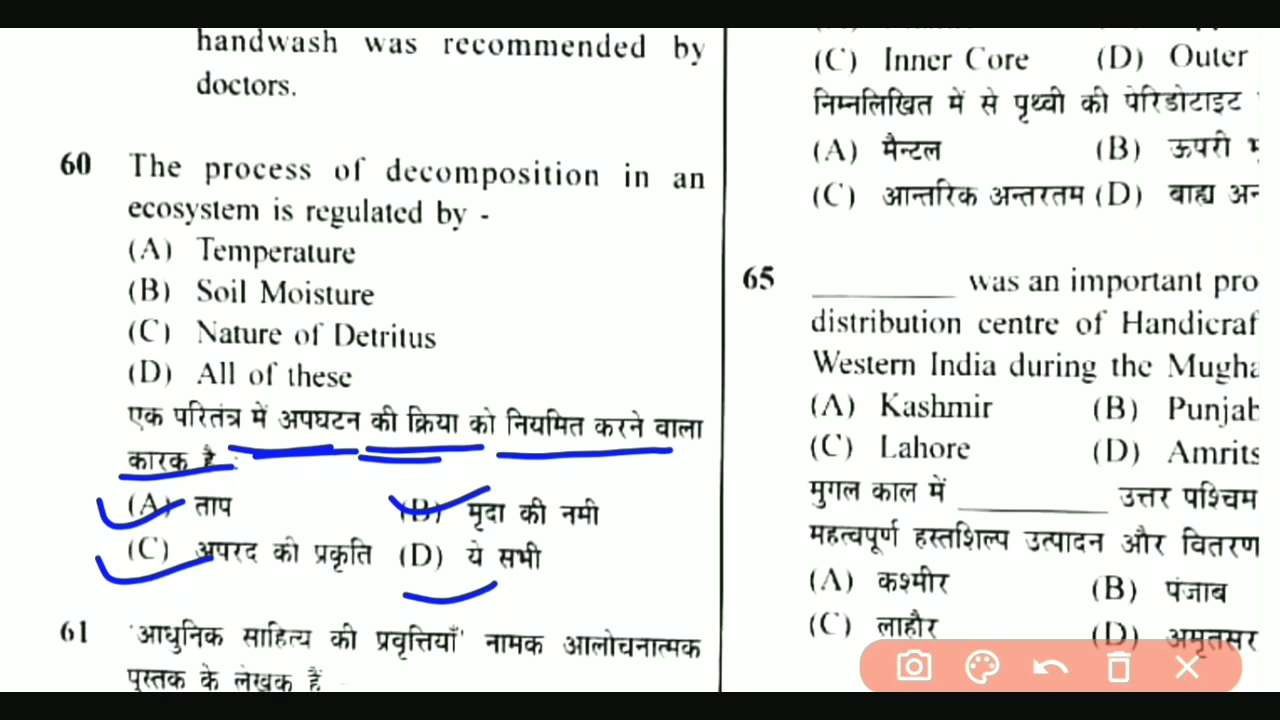 handwash was recommended by
doctors.
60 The process of decomposition in an
ecosystem is regulated by -
(A) Temperature
(B) Soil Moisture
(C) Nature of Detritus
(D) All of these
एक परितंत्र में अपघटन की क्रिया को नियमित करने वाला
कारक है :
(A) ताप (B) मृदा की नमी
(C) अपरद की प्रकृति (D) ये सभी
61 'आधुनिक साहित्य की प्रवृत्तियाँ' नामक आलोचनात्मक
पुस्तक के लेखक हैं
(C) Inner Core (D) Outer
निम्नलिखित में से पृथ्वी की पेरिडोटाइट
(A) मैन्टल (B) ऊपरी
(C) आन्तरिक अन्तरतम (D) बाह्य
65 ________ was an important pro
distribution centre of Handicraf
Western India during the Mugha
(A) Kashmir (B) Punjab
(C) Lahore (D) Amrits
मुगल काल में ________ उत्तर पश्चिम
महत्वपूर्ण हस्तशिल्प उत्पादन और वितरण
(A) कश्मीर (B) पंजाब
(C) लाहौर (D) अमृतसर